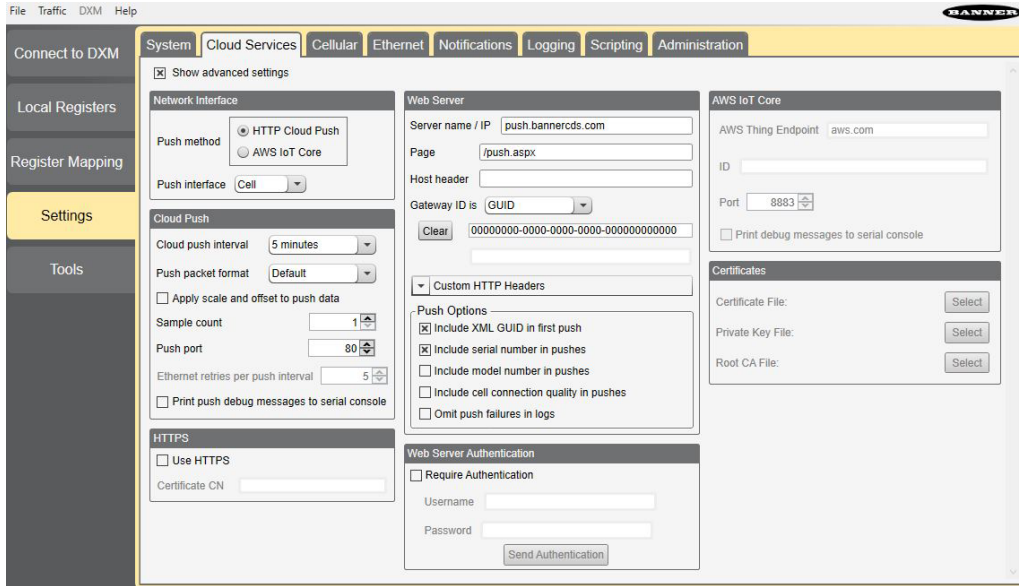 File Traffic DXM Help
BANNER
Connect to DXM
Local Registers
Register Mapping
Settings
Tools
System Cloud Services Cellular Ethernet Notifications Logging Scripting Administration
Show advanced settings
Network Interface
Push method
HTTP Cloud Push
AWS IoT Core
Push interface Cell
Cloud Push
Cloud push interval 5 minutes
Push packet format Default
Apply scale and offset to push data
Sample count 1
Push port 80
Ethernet retries per push interval 5
Print push debug messages to serial console
HTTPS
Use HTTPS
Certificate CN
Web Server
Server name / IP push.bannercds.com
Page /push.aspx
Host header
Gateway ID is GUID
Clear 00000000-0000-0000-0000-000000000000
Custom HTTP Headers
Push Options
Include XML GUID in first push
Include serial number in pushes
Include model number in pushes
Include cell connection quality in pushes
Omit push failures in logs
Web Server Authentication
Require Authentication
Username
Password
Send Authentication
AWS IoT Core
AWS Thing Endpoint aws.com
ID
Port 8883
Print debug messages to serial console
Certificates
Certificate File: Select
Private Key File: Select
Root CA File: Select